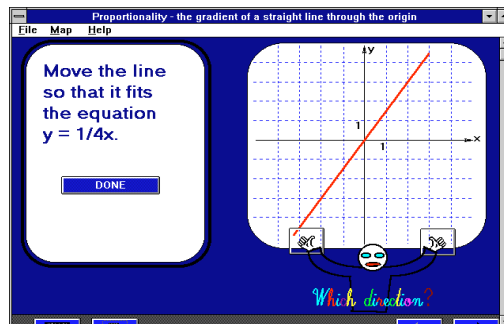 Proportionality - the gradient of a straight line through the origin
File Map Help
Move the line
so that it fits
the equation
y = 1/4x.
DONE
y
x
1
1
Which direction?